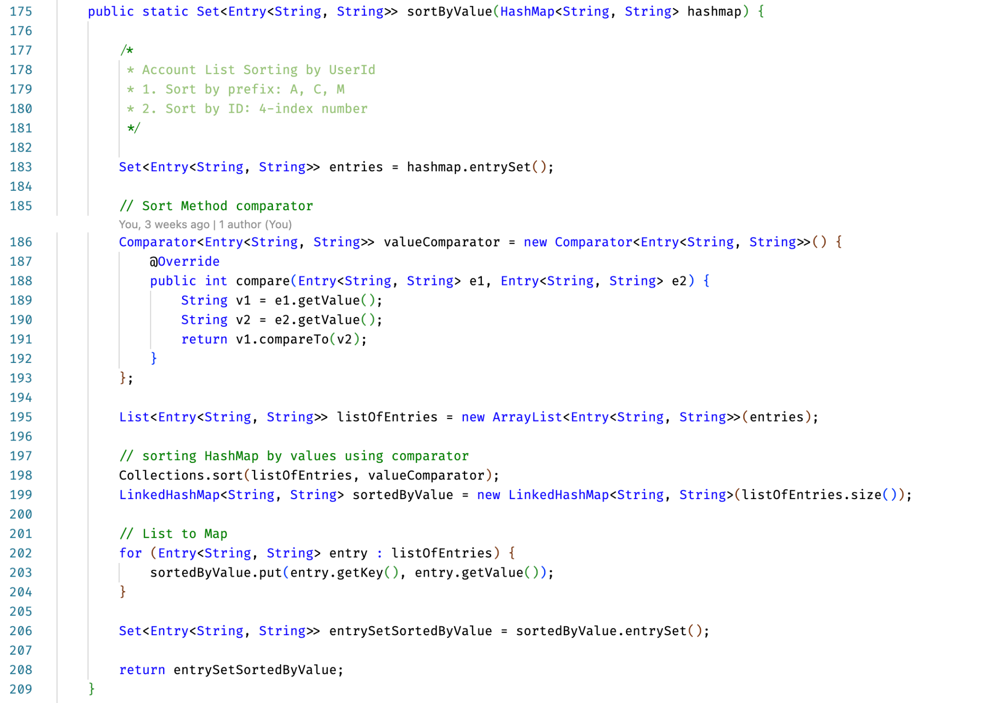 175 public static Set<Entry<String, String>> sortByValue(HashMap<String, String> hashmap) {
176
177 /*
178 * Account List Sorting by UserId
179 * 1. Sort by prefix: A, C, M
180 * 2. Sort by ID: 4-index number
181 */
182
183 Set<Entry<String, String>> entries = hashmap.entrySet();
184
185 // Sort Method comparator
You, 3 weeks ago | 1 author (You)
186 Comparator<Entry<String, String>> valueComparator = new Comparator<Entry<String, String>>() {
187 @Override
188 public int compare(Entry<String, String> e1, Entry<String, String> e2) {
189 String v1 = e1.getValue();
190 String v2 = e2.getValue();
191 return v1.compareTo(v2);
192 }
193 };
194
195 List<Entry<String, String>> listOfEntries = new ArrayList<Entry<String, String>>(entries);
196
197 // sorting HashMap by values using comparator
198 Collections.sort(listOfEntries, valueComparator);
199 LinkedHashMap<String, String> sortedByValue = new LinkedHashMap<String, String>(listOfEntries.size());
200
201 // List to Map
202 for (Entry<String, String> entry : listOfEntries) {
203 sortedByValue.put(entry.getKey(), entry.getValue());
204 }
205
206 Set<Entry<String, String>> entrySetSortedByValue = sortedByValue.entrySet();
207
208 return entrySetSortedByValue;
209 }